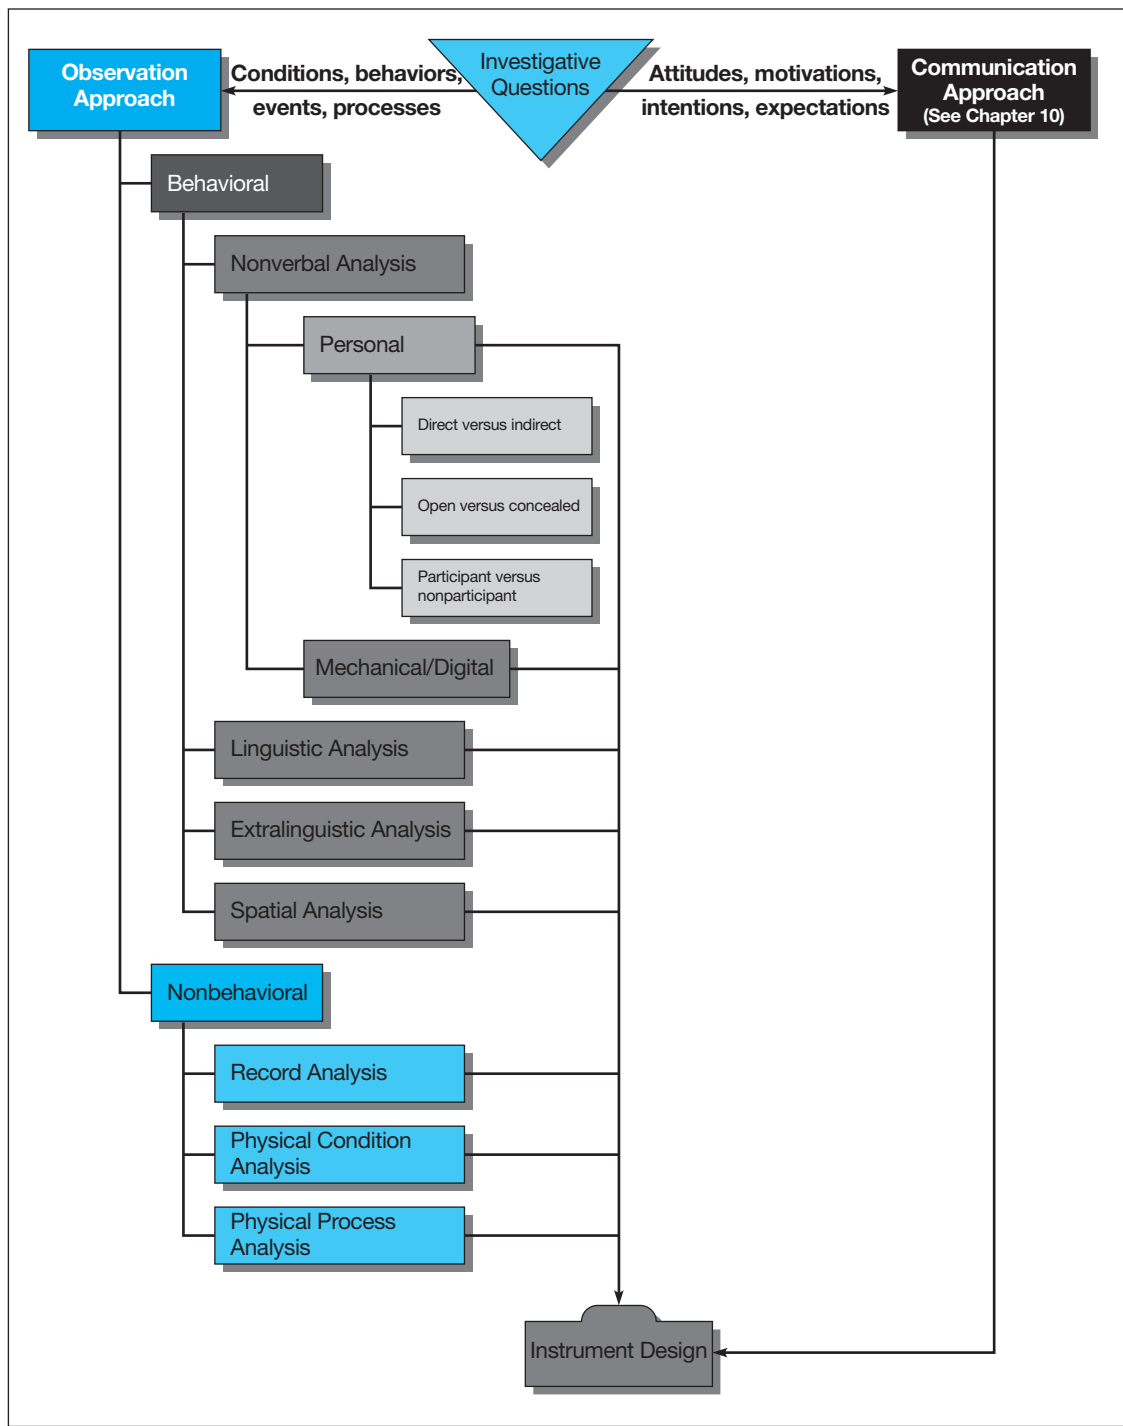 Observation
Approach
Conditions, behaviors,
events, processes
Investigative
Questions
Attitudes, motivations,
intentions, expectations
Communication
Approach
(See Chapter 10)
Behavioral
Nonverbal Analysis
Personal
Direct versus indirect
Open versus concealed
Participant versus
nonparticipant
Mechanical/Digital
Linguistic Analysis
Extralinguistic Analysis
Spatial Analysis
Nonbehavioral
Record Analysis
Physical Condition
Analysis
Physical Process
Analysis
Instrument Design